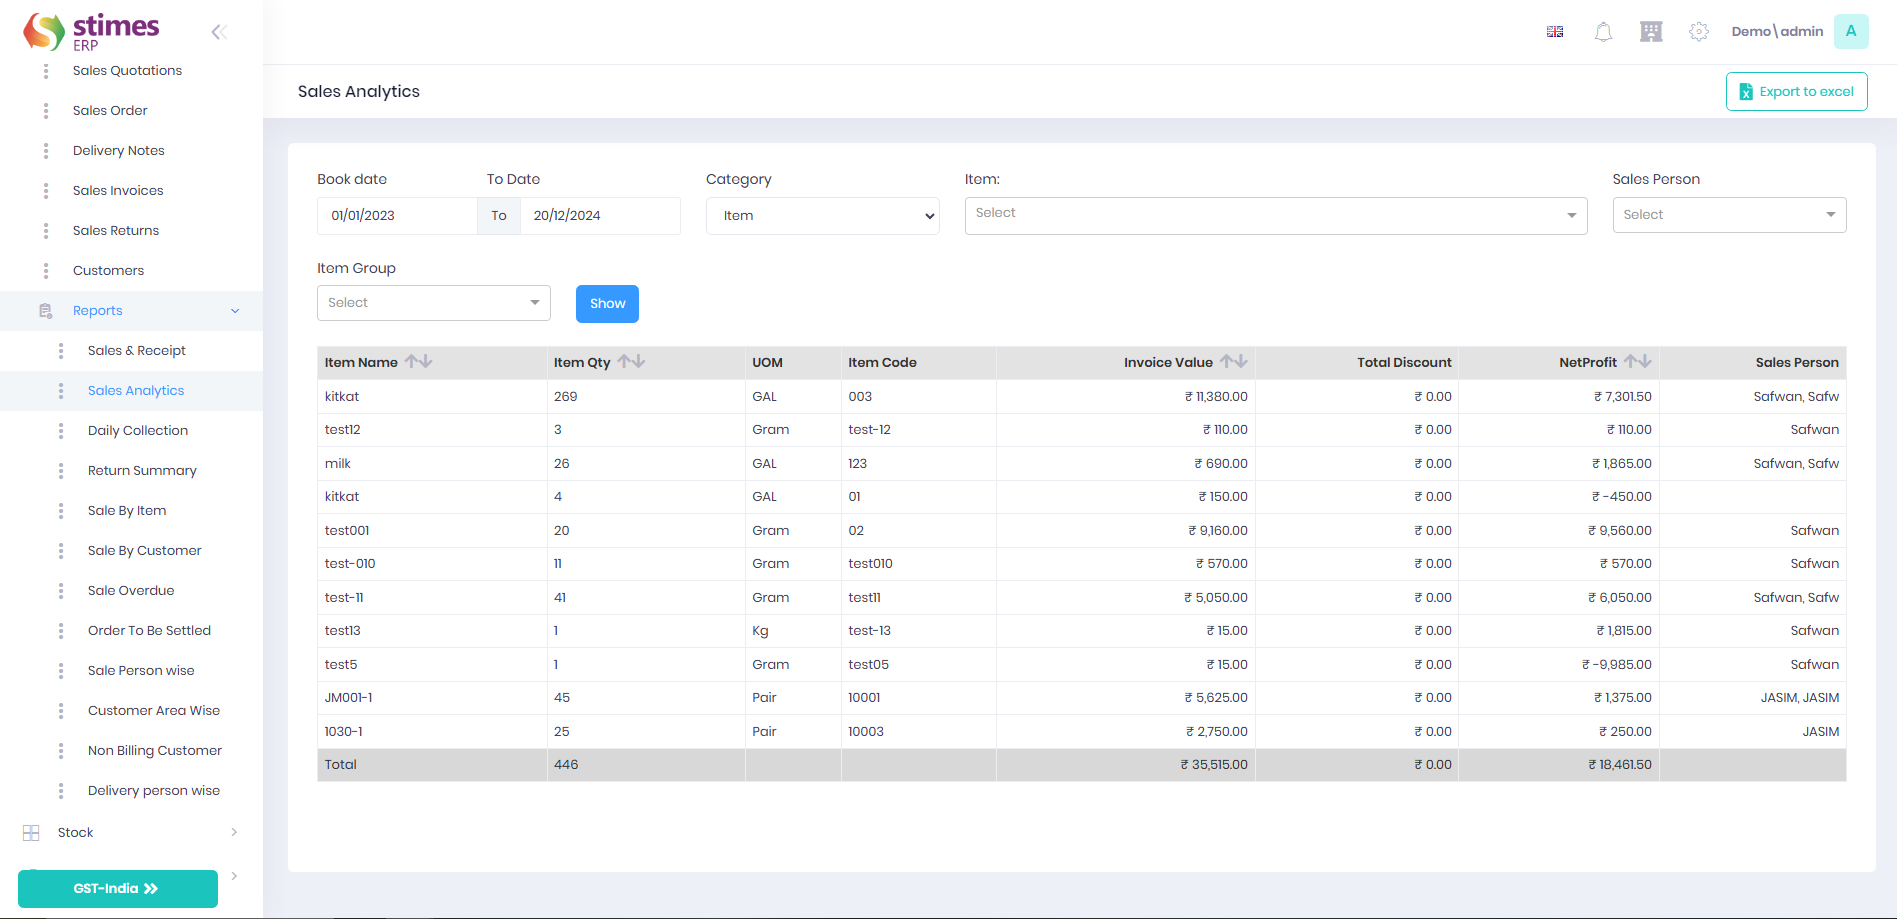 stimes
ERP
Demo\admin
A
Sales Quotations
Sales Order
Delivery Notes
Sales Invoices
Sales Returns
Customers
Reports
Sales & Receipt
Sales Analytics
Daily Collection
Return Summary
Sale By Item
Sale By Customer
Sale Overdue
Order To Be Settled
Sale Person wise
Customer Area Wise
Non Billing Customer
Delivery person wise
Stock
GST-India
Sales Analytics
Export to excel
Book date To Date Category Item: Sales Person
01/01/2023 To 20/12/2024 Item Select Select
Item Group
Select Show
Item Name Item Qty UOM Item Code Invoice Value Total Discount NetProfit Sales Person
kitkat 269 GAL 003 ₹ 11,380.00 ₹ 0.00 ₹ 7,301.50 Safwan, Safw
test12 3 Gram test-12 ₹ 110.00 ₹ 0.00 ₹ 110.00 Safwan
milk 26 GAL 123 ₹ 690.00 ₹ 0.00 ₹ 1,865.00 Safwan, Safw
kitkat 4 GAL 01 ₹ 150.00 ₹ 0.00 ₹ -450.00
test001 20 Gram 02 ₹ 9,160.00 ₹ 0.00 ₹ 9,560.00 Safwan
test-010 11 Gram test010 ₹ 570.00 ₹ 0.00 ₹ 570.00 Safwan
test-11 41 Gram test11 ₹ 5,050.00 ₹ 0.00 ₹ 6,050.00 Safwan, Safw
test13 1 Kg test-13 ₹ 15.00 ₹ 0.00 ₹ 1,815.00 Safwan
test5 1 Gram test05 ₹ 15.00 ₹ 0.00 ₹ -9,985.00 Safwan
JM001-1 45 Pair 10001 ₹ 5,625.00 ₹ 0.00 ₹ 1,375.00 JASIM, JASIM
1030-1 25 Pair 10003 ₹ 2,750.00 ₹ 0.00 ₹ 250.00 JASIM
Total 446 ₹ 35,515.00 ₹ 0.00 ₹ 18,461.50